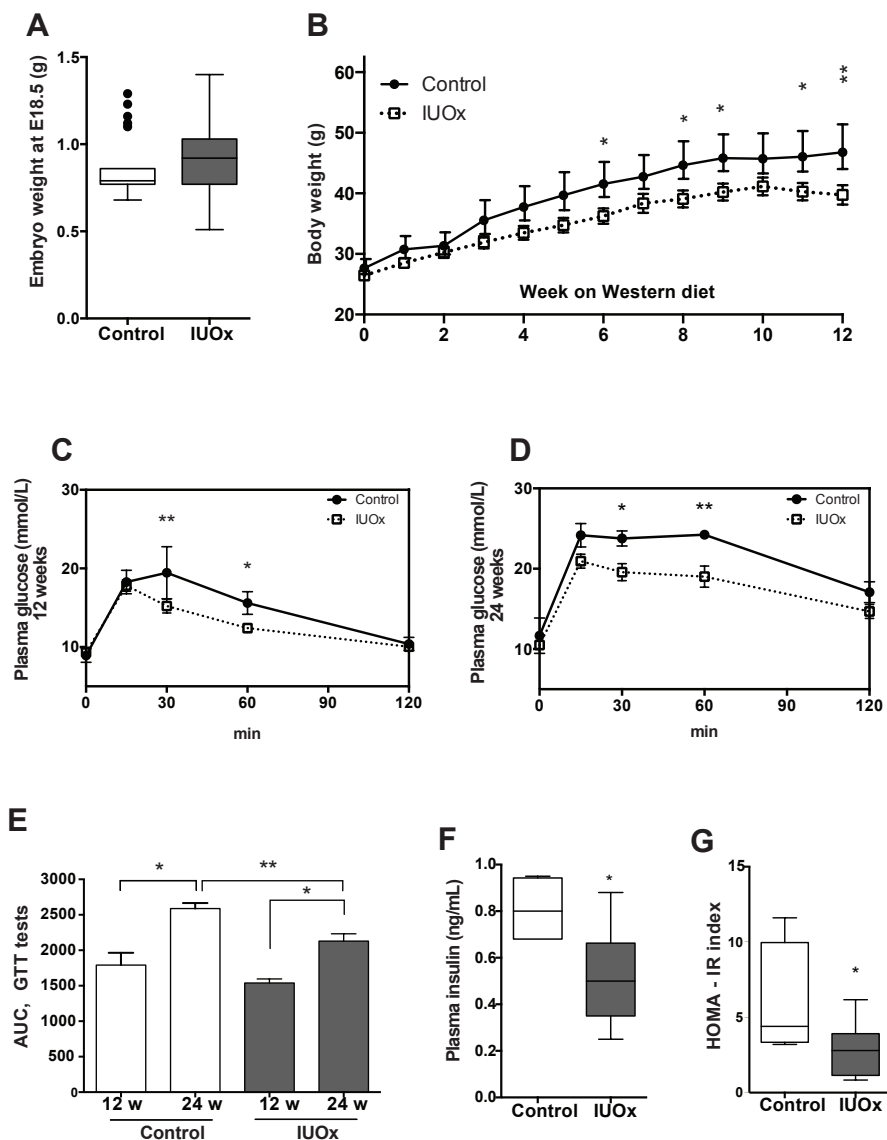 A
Embryo weight at E18.5 (g)
1.5
1.0
0.5
0.0
Control IUOx
B
Body weight (g)
60
50
40
30
20
Control
IUOx
*
*
*
*
*
*
Week on Western diet
0 2 4 6 8 10 12
C
Plasma glucose (mmol/L)
12 weeks
30
20
10
Control
IUOx
**
*
0 30 60 90 120
min
D
Plasma glucose (mmol/L)
24 weeks
30
20
10
Control
IUOx
*
**
0 30 60 90 120
min
E
AUC, GTT tests
3000
2500
2000
1500
1000
500
0
*
**
*
12 w 24 w 12 w 24 w
Control IUOx
F
Plasma insulin (ng/mL)
1.0
0.8
0.6
0.4
0.2
0.0
*
Control IUOx
G
HOMA - IR index
15
10
5
0
*
Control IUOx